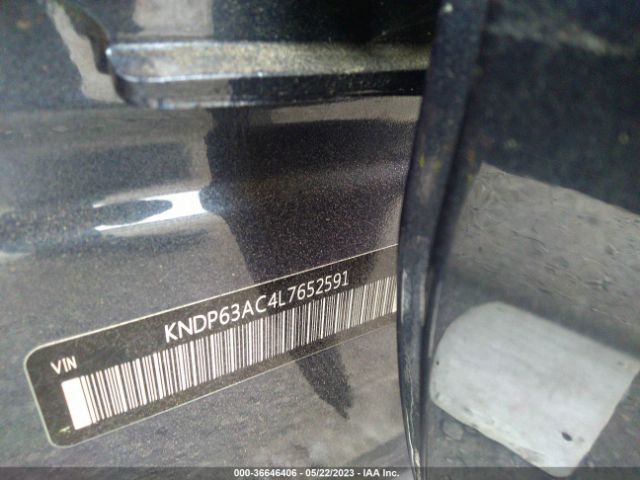 KNDP63AC4L7652591
VIN
000-36646406 - 05/22/2023 - IAA Inc.